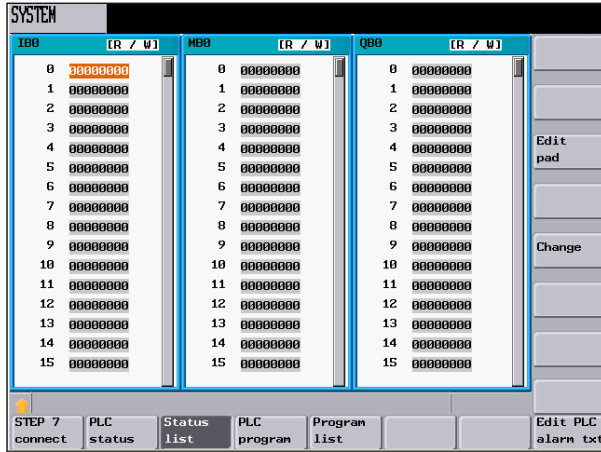 SYSTEM
IB0 [R / W] MB0 [R / W] QB0 [R / W]
0 00000000 0 00000000 0 00000000
1 00000000 1 00000000 1 00000000
2 00000000 2 00000000 2 00000000
3 00000000 3 00000000 3 00000000
4 00000000 4 00000000 4 00000000
5 00000000 5 00000000 5 00000000
6 00000000 6 00000000 6 00000000
7 00000000 7 00000000 7 00000000
8 00000000 8 00000000 8 00000000
9 00000000 9 00000000 9 00000000
10 00000000 10 00000000 10 00000000
11 00000000 11 00000000 11 00000000
12 00000000 12 00000000 12 00000000
13 00000000 13 00000000 13 00000000
14 00000000 14 00000000 14 00000000
15 00000000 15 00000000 15 00000000
Edit
pad
Change
STEP 7
connect
PLC
status
Status
list
PLC
program
Program
list
Edit PLC
alarm txt